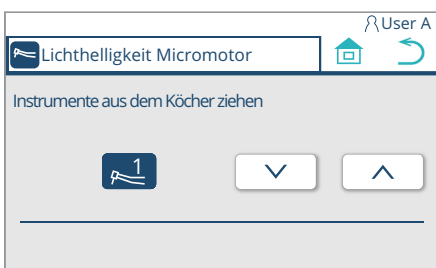 User A
Lichthelligkeit Micromotor
Instrumente aus dem Köcher ziehen
1